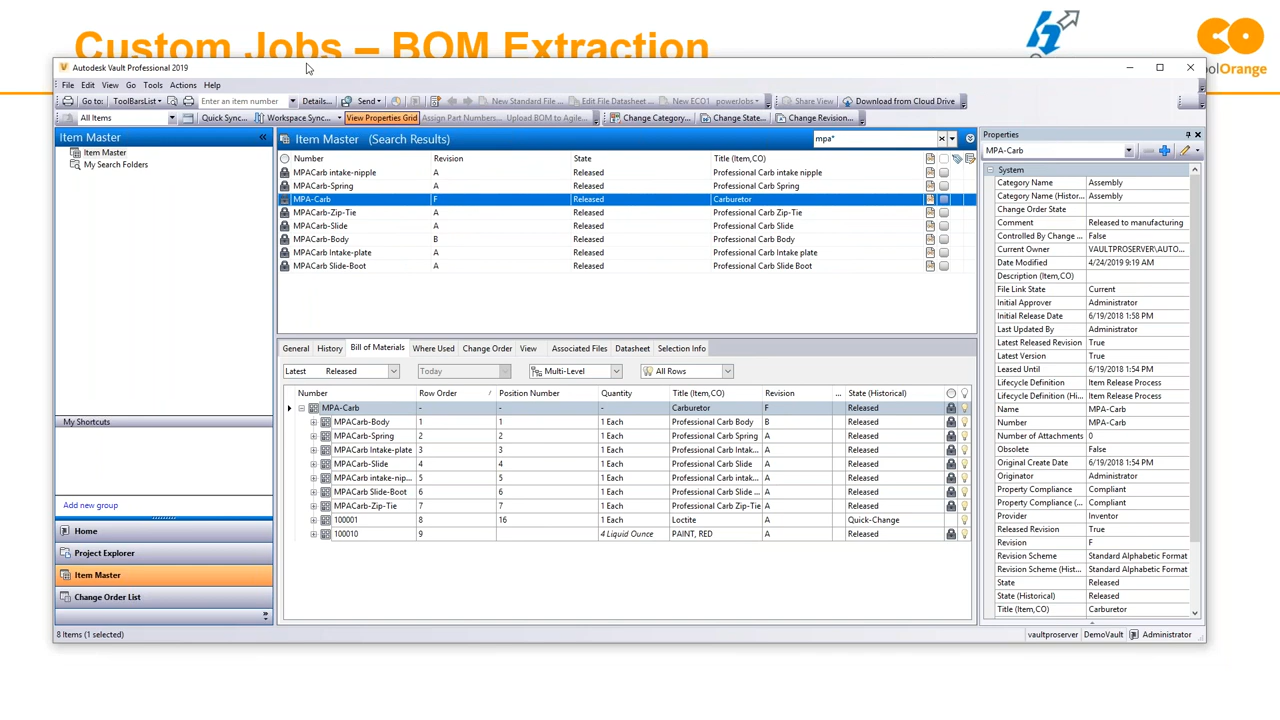 Custom Jobs – BOM Extraction
CO
olOrange
Autodesk Vault Professional 2019
File Edit View Go Tools Actions Help
Go to: ToolBarsList Enter an item number Details... Send New Standard File... Edit File Datasheet... New ECO1 powerJobs Share View Download from Cloud Drive
All Items Quick Sync... Workspace Sync... View Properties Grid Assign Part Numbers... Upload BOM to Agile... Change Category... Change State... Change Revision...
Item Master «
Item Master
My Search Folders
My Shortcuts
Add new group
Home
Project Explorer
Item Master
Change Order List
Item Master (Search Results) mpa*
Number Revision State Title (Item,CO)
MPACarb intake-nipple A Released Professional Carb intake nipple
MPACarb-Spring A Released Professional Carb Spring
MPA-Carb F Released Carburetor
MPACarb-Zip-Tie A Released Professional Carb Zip-Tie
MPACarb-Slide A Released Professional Carb Slide
MPACarb-Body B Released Professional Carb Body
MPACarb Intake-plate A Released Professional Carb Intake plate
MPACarb Slide-Boot A Released Professional Carb Slide Boot
General History Bill of Materials Where Used Change Order View Associated Files Datasheet Selection Info
Latest Released Today Multi-Level All Rows
Number Row Order Position Number Quantity Title (Item,CO) Revision ... State (Historical)
MPA-Carb - - - Carburetor F Released
MPACarb-Body 1 1 1 Each Professional Carb Body B Released
MPACarb-Spring 2 2 1 Each Professional Carb Spring A Released
MPACarb Intake-plate 3 3 1 Each Professional Carb Intak... A Released
MPACarb-Slide 4 4 1 Each Professional Carb Slide A Released
MPACarb intake-nip... 5 5 1 Each Professional Carb intak... A Released
MPACarb Slide-Boot 6 6 1 Each Professional Carb Slide ... A Released
MPACarb-Zip-Tie 7 7 1 Each Professional Carb Zip-Tie A Released
100001 8 16 1 Each Loctite A Quick-Change
100010 9 4 Liquid Ounce PAINT, RED A Released
Properties
MPA-Carb
System
Category Name Assembly
Category Name (Histor... Assembly
Change Order State
Comment Released to manufacturing
Controlled By Change ... False
Current Owner VAULTPROSERVER\AUTO...
Date Modified 4/24/2019 9:19 AM
Description (Item,CO)
File Link State Current
Initial Approver Administrator
Initial Release Date 6/19/2018 1:58 PM
Last Updated By Administrator
Latest Released Revision True
Latest Version True
Leased Until 6/19/2018 1:54 PM
Lifecycle Definition Item Release Process
Lifecycle Definition (His... Item Release Process
Name MPA-Carb
Number MPA-Carb
Number of Attachments 0
Obsolete False
Original Create Date 6/19/2018 1:54 PM
Originator Administrator
Property Compliance Compliant
Property Compliance (... Compliant
Provider Inventor
Released Revision True
Revision F
Revision Scheme Standard Alphabetic Format
Revision Scheme (Hist... Standard Alphabetic Format
State Released
State (Historical) Released
Title (Item,CO) Carburetor
8 Items (1 selected) vaultproserver DemoVault Administrator